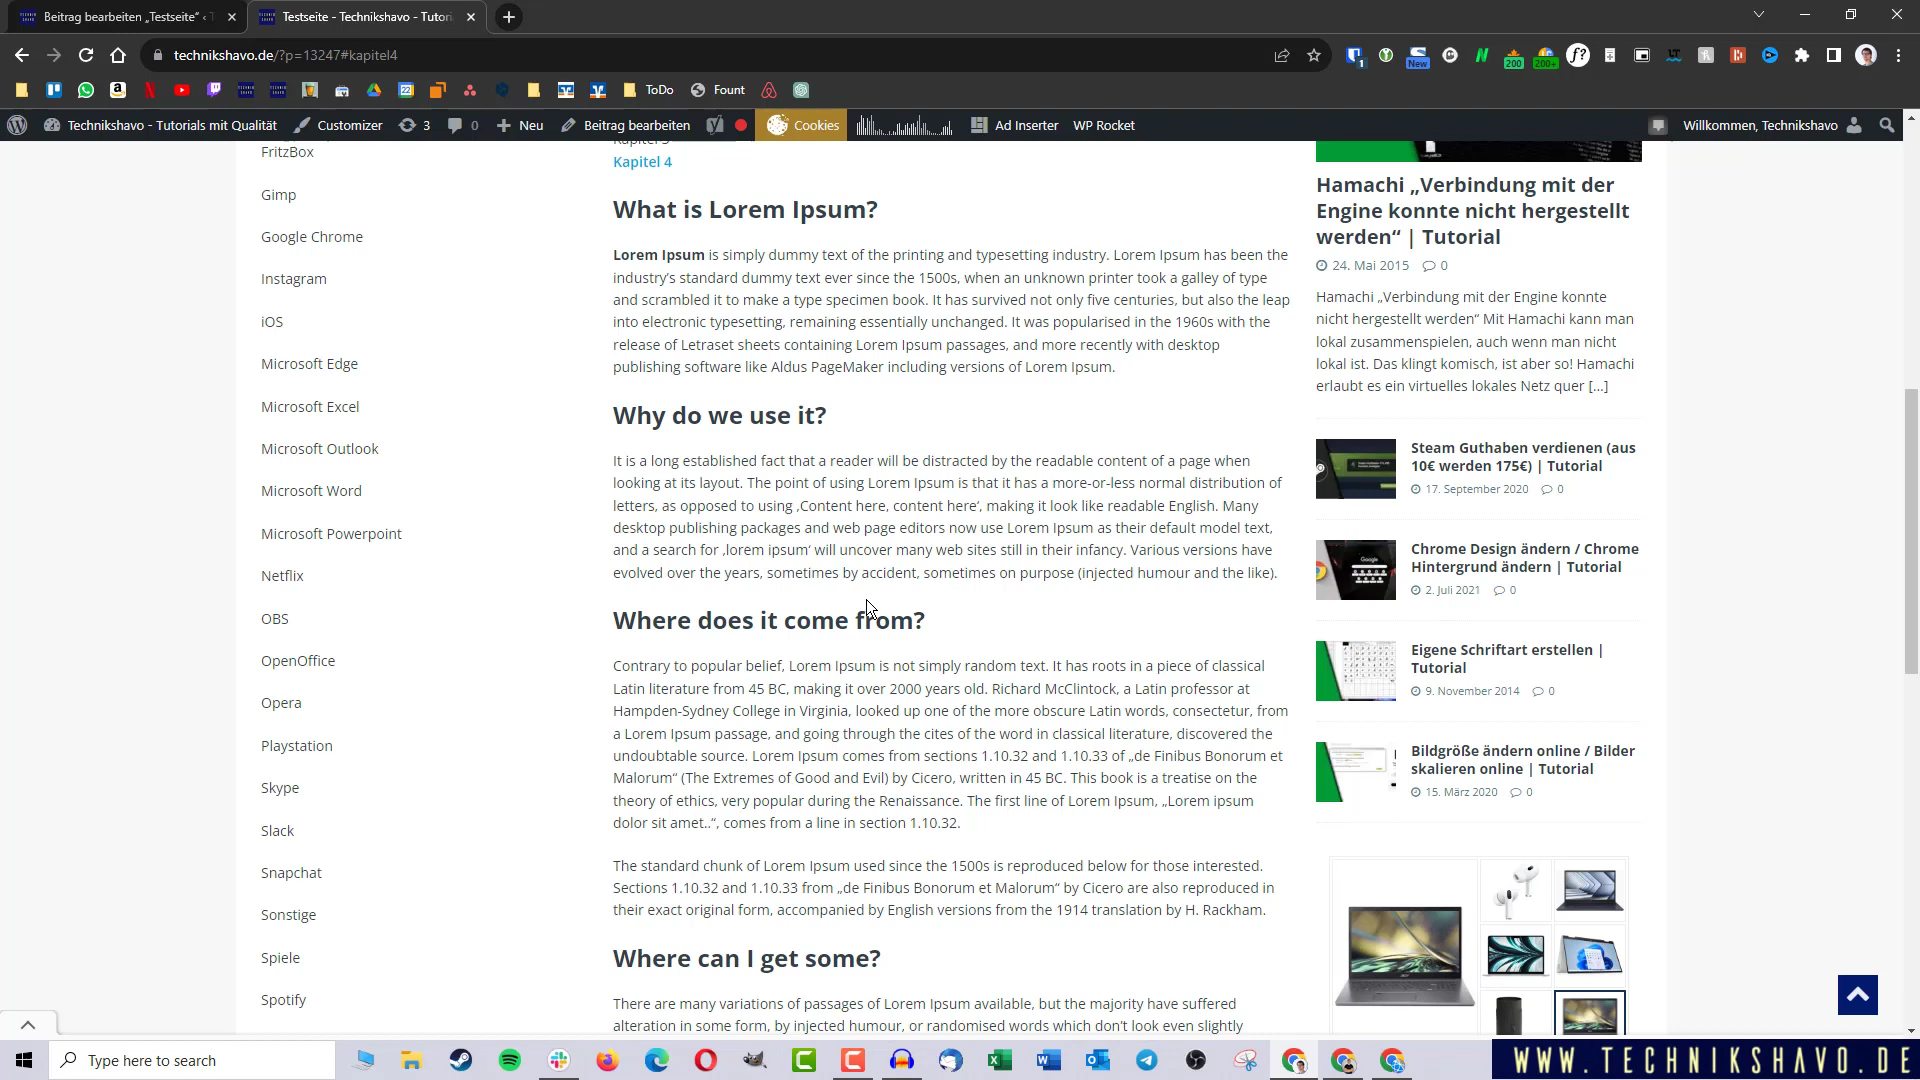 Beitrag bearbeiten „Testseite“ ‹ T
Testseite - Technikshavo - Tutori
technikshavo.de/?p=13247#kapitel4
1
New
200
200+
22
ToDo
Fount
Technikshavo - Tutorials mit Qualität
Customizer
3
0
Neu
Beitrag bearbeiten
Cookies
Ad Inserter
WP Rocket
Willkommen, Technikshavo
FritzBox
Gimp
Google Chrome
Instagram
iOS
Microsoft Edge
Microsoft Excel
Microsoft Outlook
Microsoft Word
Microsoft Powerpoint
Netflix
OBS
OpenOffice
Opera
Playstation
Skype
Slack
Snapchat
Sonstige
Spiele
Spotify
Kapitel 3
Kapitel 4
What is Lorem Ipsum?
Lorem Ipsum is simply dummy text of the printing and typesetting industry. Lorem Ipsum has been the
industry’s standard dummy text ever since the 1500s, when an unknown printer took a galley of type
and scrambled it to make a type specimen book. It has survived not only five centuries, but also the leap
into electronic typesetting, remaining essentially unchanged. It was popularised in the 1960s with the
release of Letraset sheets containing Lorem Ipsum passages, and more recently with desktop
publishing software like Aldus PageMaker including versions of Lorem Ipsum.
Why do we use it?
It is a long established fact that a reader will be distracted by the readable content of a page when
looking at its layout. The point of using Lorem Ipsum is that it has a more-or-less normal distribution of
letters, as opposed to using ‚Content here, content here‘, making it look like readable English. Many
desktop publishing packages and web page editors now use Lorem Ipsum as their default model text,
and a search for ‚lorem ipsum‘ will uncover many web sites still in their infancy. Various versions have
evolved over the years, sometimes by accident, sometimes on purpose (injected humour and the like).
Where does it come from?
Contrary to popular belief, Lorem Ipsum is not simply random text. It has roots in a piece of classical
Latin literature from 45 BC, making it over 2000 years old. Richard McClintock, a Latin professor at
Hampden-Sydney College in Virginia, looked up one of the more obscure Latin words, consectetur, from
a Lorem Ipsum passage, and going through the cites of the word in classical literature, discovered the
undoubtable source. Lorem Ipsum comes from sections 1.10.32 and 1.10.33 of „de Finibus Bonorum et
Malorum“ (The Extremes of Good and Evil) by Cicero, written in 45 BC. This book is a treatise on the
theory of ethics, very popular during the Renaissance. The first line of Lorem Ipsum, „Lorem ipsum
dolor sit amet..“, comes from a line in section 1.10.32.
The standard chunk of Lorem Ipsum used since the 1500s is reproduced below for those interested.
Sections 1.10.32 and 1.10.33 from „de Finibus Bonorum et Malorum“ by Cicero are also reproduced in
their exact original form, accompanied by English versions from the 1914 translation by H. Rackham.
Where can I get some?
There are many variations of passages of Lorem Ipsum available, but the majority have suffered
alteration in some form, by injected humour, or randomised words which don’t look even slightly
Hamachi „Verbindung mit der
Engine konnte nicht hergestellt
werden“ | Tutorial
24. Mai 2015 0
Hamachi „Verbindung mit der Engine konnte
nicht hergestellt werden“ Mit Hamachi kann man
lokal zusammenspielen, auch wenn man nicht
lokal ist. Das klingt komisch, ist aber so! Hamachi
erlaubt es ein virtuelles lokales Netz quer [...]
Steam Guthaben verdienen (aus
10€ werden 175€) | Tutorial
17. September 2020 0
Chrome Design ändern / Chrome
Hintergrund ändern | Tutorial
2. Juli 2021 0
Eigene Schriftart erstellen |
Tutorial
9. November 2014 0
Bildgröße ändern online / Bilder
skalieren online | Tutorial
15. März 2020 0
Type here to search
WWW.TECHNIKSHAVO.DE